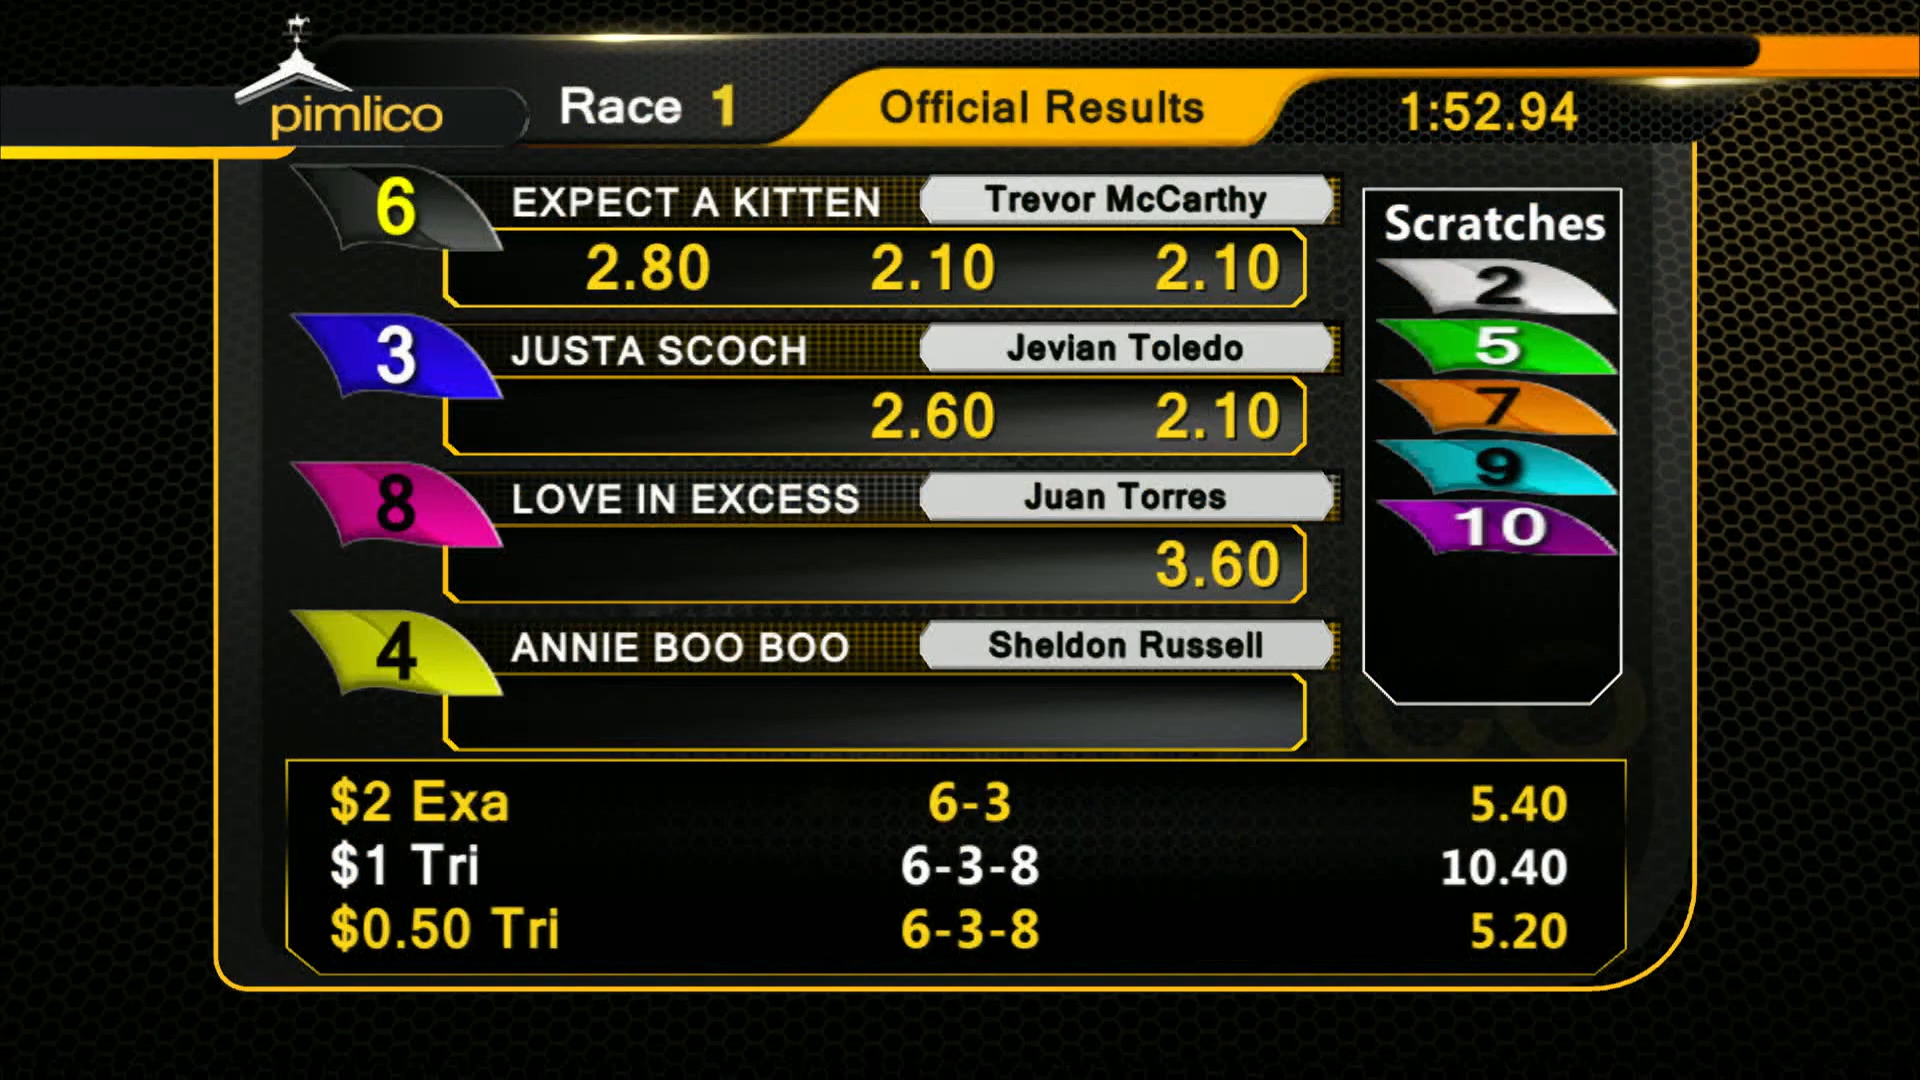 pimlico
Race 1
Official Results
1:52.94
6 EXPECT A KITTEN Trevor McCarthy
2.80 2.10 2.10
3 JUSTA SCOCH Jevian Toledo
2.60 2.10
8 LOVE IN EXCESS Juan Torres
3.60
4 ANNIE BOO BOO Sheldon Russell
Scratches
2
5
7
9
10
$2 Exa 6-3 5.40
$1 Tri 6-3-8 10.40
$0.50 Tri 6-3-8 5.20